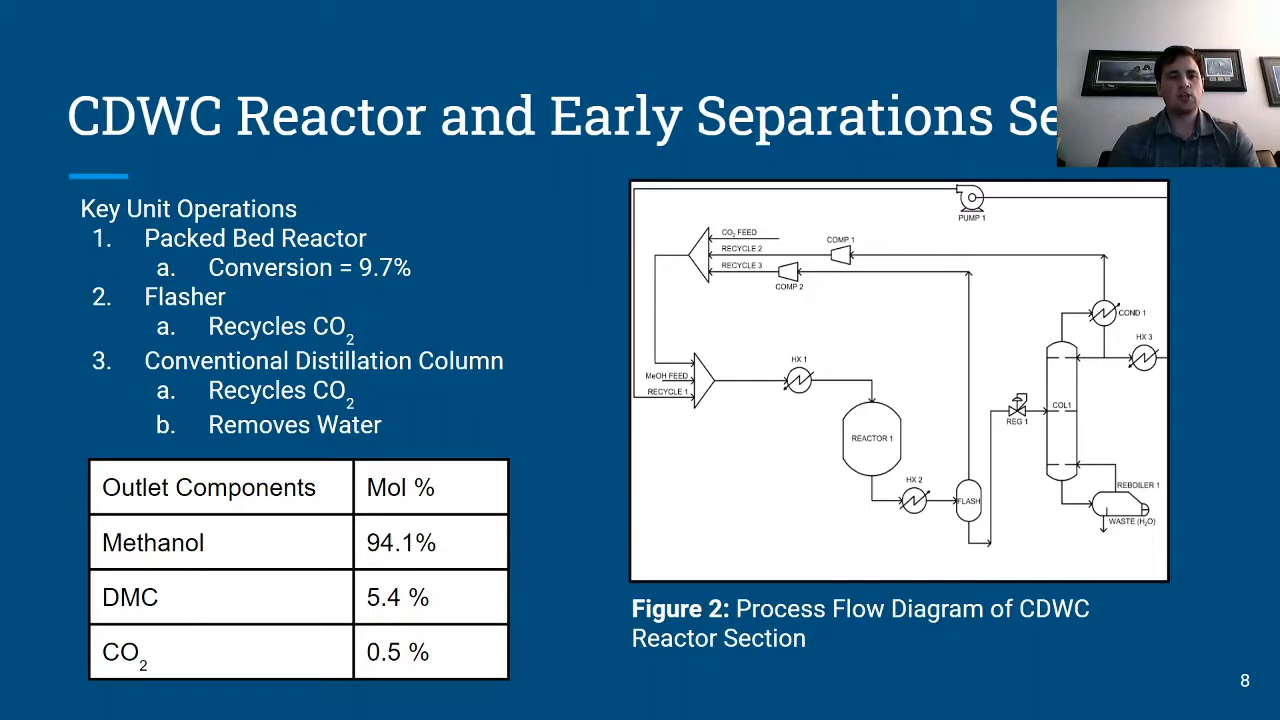 CDWC Reactor and Early Separations Se
Key Unit Operations
1. Packed Bed Reactor
a. Conversion = 9.7%
2. Flasher
a. Recycles CO₂
3. Conventional Distillation Column
a. Recycles CO₂
b. Removes Water
Outlet Components Mol %
Methanol 94.1%
DMC 5.4 %
CO₂ 0.5 %
PUMP 1
CO₂ FEED
RECYCLE 2
COMP 1
RECYCLE 3
COMP 2
COND 1
HX 3
HX 1
MeOH FEED
RECYCLE 1
COL1
REG 1
REACTOR 1
HX 2
FLASH
REBOILER 1
WASTE (H₂O)
Figure 2: Process Flow Diagram of CDWC
Reactor Section
8